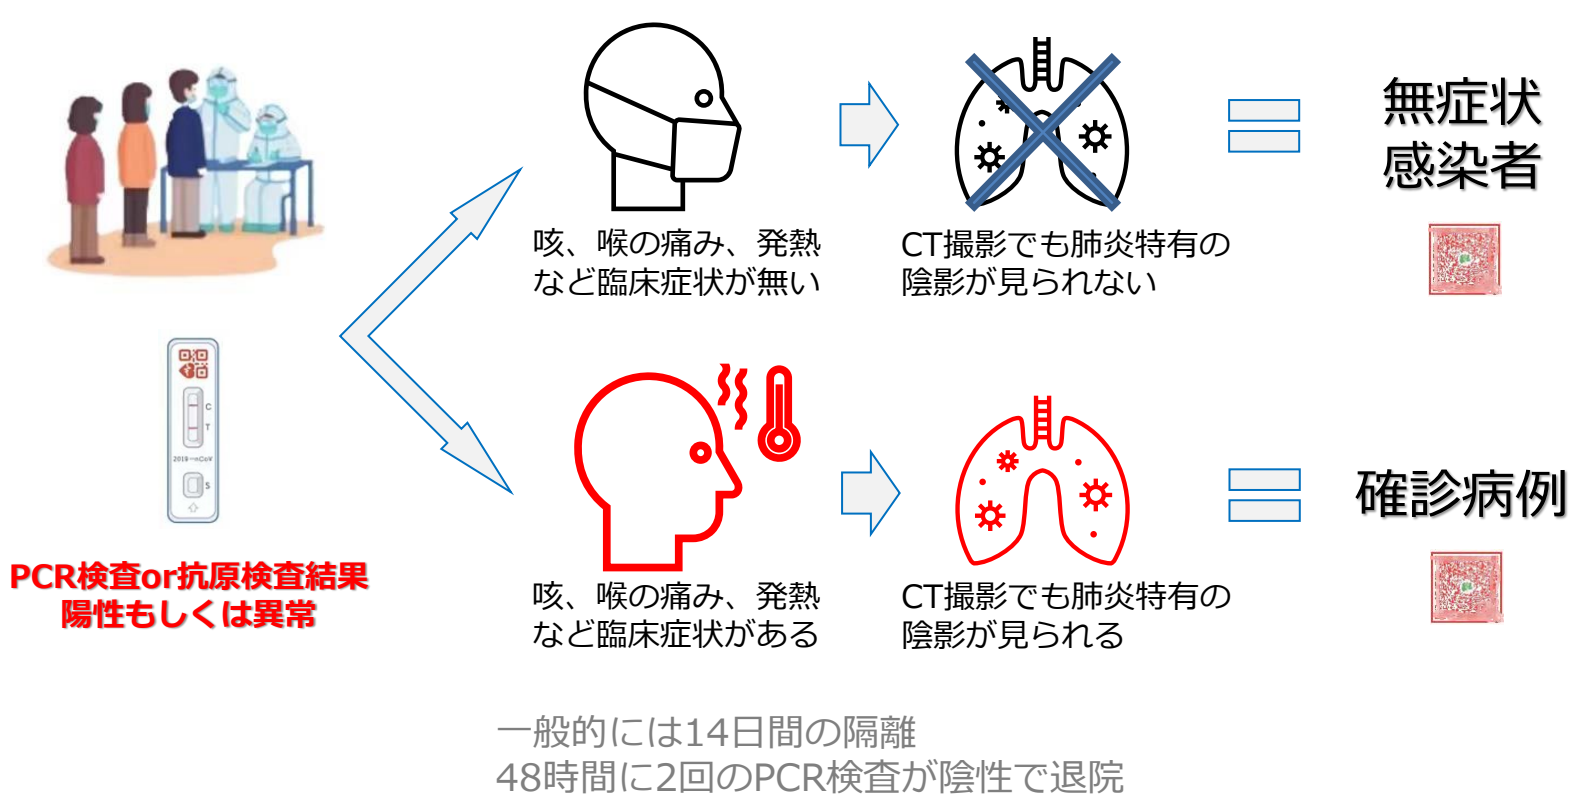 咳、喉の痛み、発熱
など臨床症状が無い
CT撮影でも肺炎特有の
陰影が見られない
無症状
感染者
C
T
2019-nCoV
S
PCR検査or抗原検査結果
陽性もしくは異常
咳、喉の痛み、発熱
など臨床症状がある
CT撮影でも肺炎特有の
陰影が見られる
確診病例
一般的には14日間の隔離
48時間に2回のPCR検査が陰性で退院